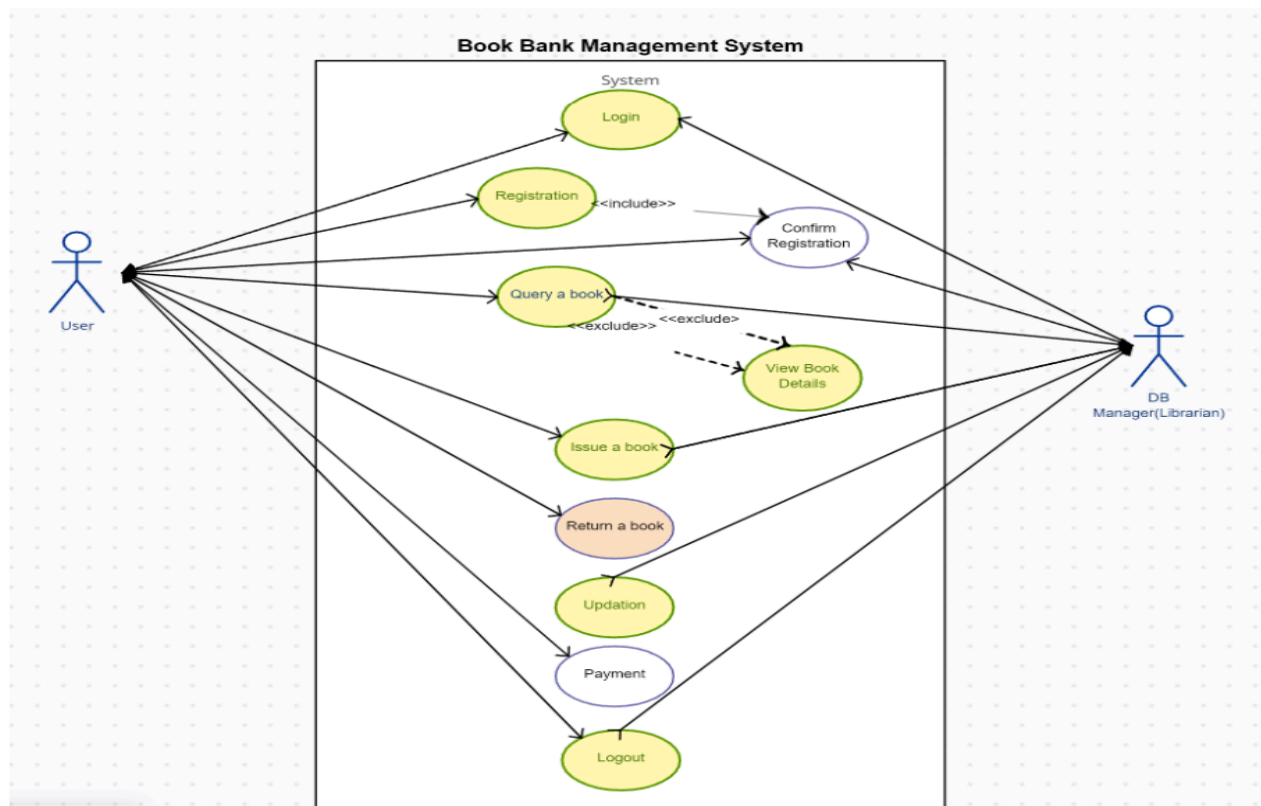 Book Bank Management System
System
Login
Registration
<<include>>
Confirm
Registration
Query a book
<<exclude>>
<<exclude>
View Book
Details
User
DB
Manager(Librarian)
Issue a book
Return a book
Updation
Payment
Logout